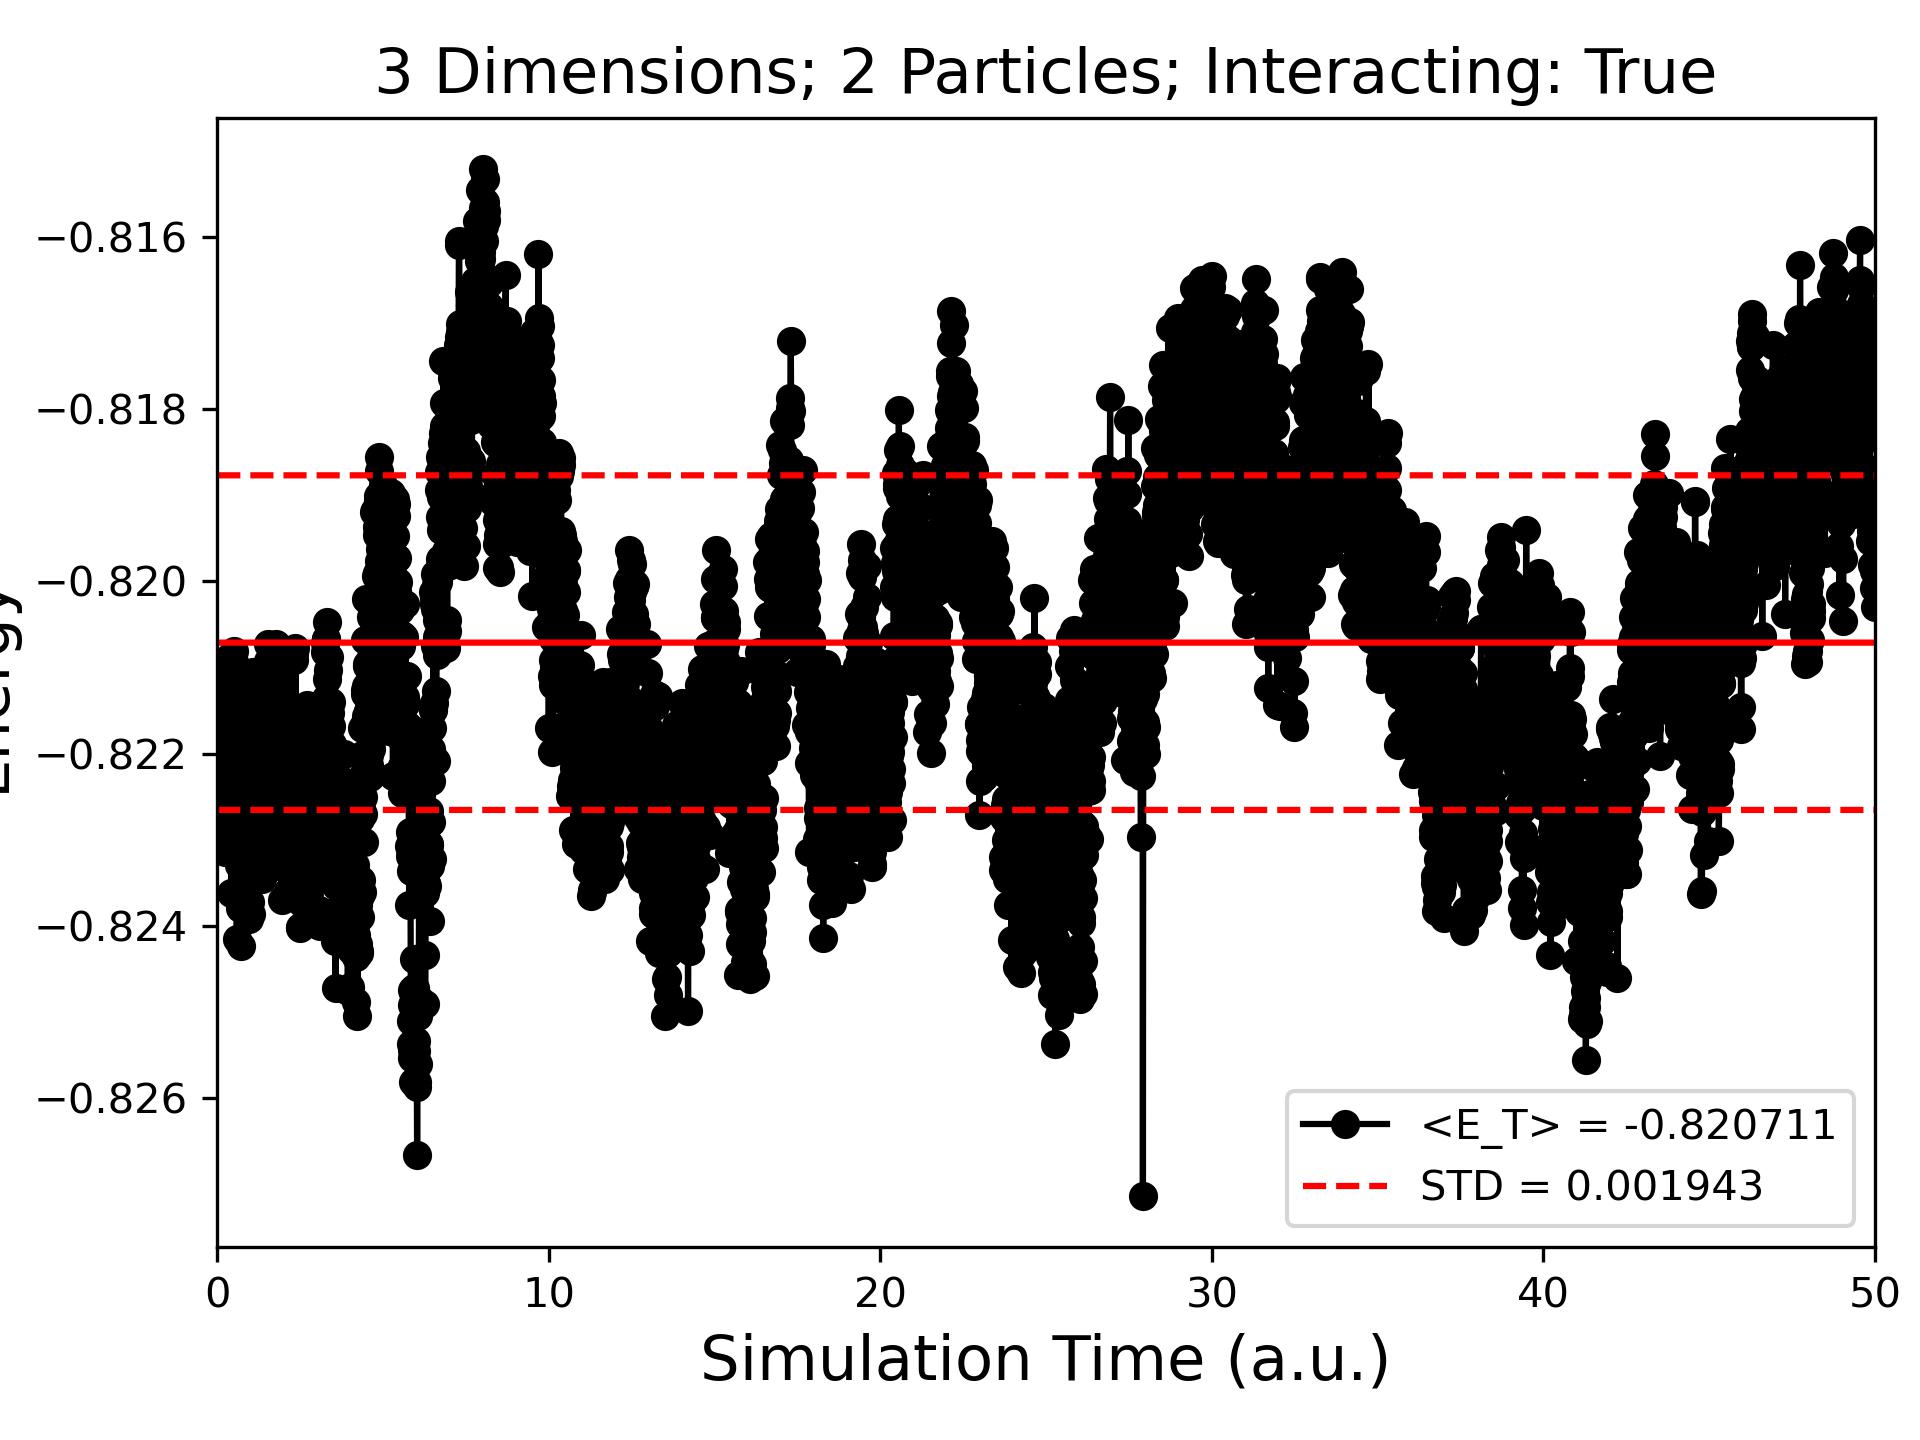 3 Dimensions; 2 Particles; Interacting: True
−0.816
−0.818
−0.820
−0.822
−0.824
−0.826
<E_T> = -0.820711
STD = 0.001943
0 10 20 30 40 50
Simulation Time (a.u.)